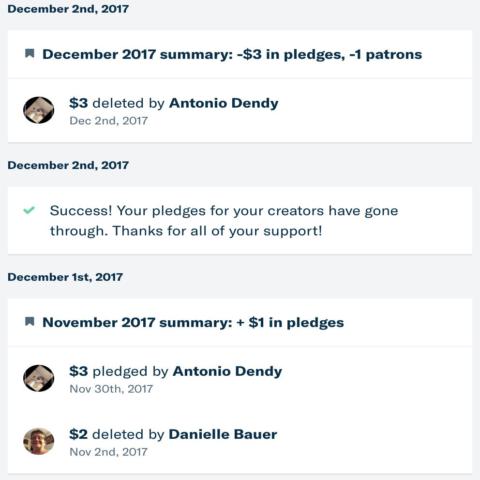 December 2nd, 2017
December 2017 summary: -$3 in pledges, -1 patrons
$3 deleted by Antonio Dendy
Dec 2nd, 2017
December 2nd, 2017
Success! Your pledges for your creators have gone
through. Thanks for all of your support!
December 1st, 2017
November 2017 summary: + $1 in pledges
$3 pledged by Antonio Dendy
Nov 30th, 2017
$2 deleted by Danielle Bauer
Nov 2nd, 2017